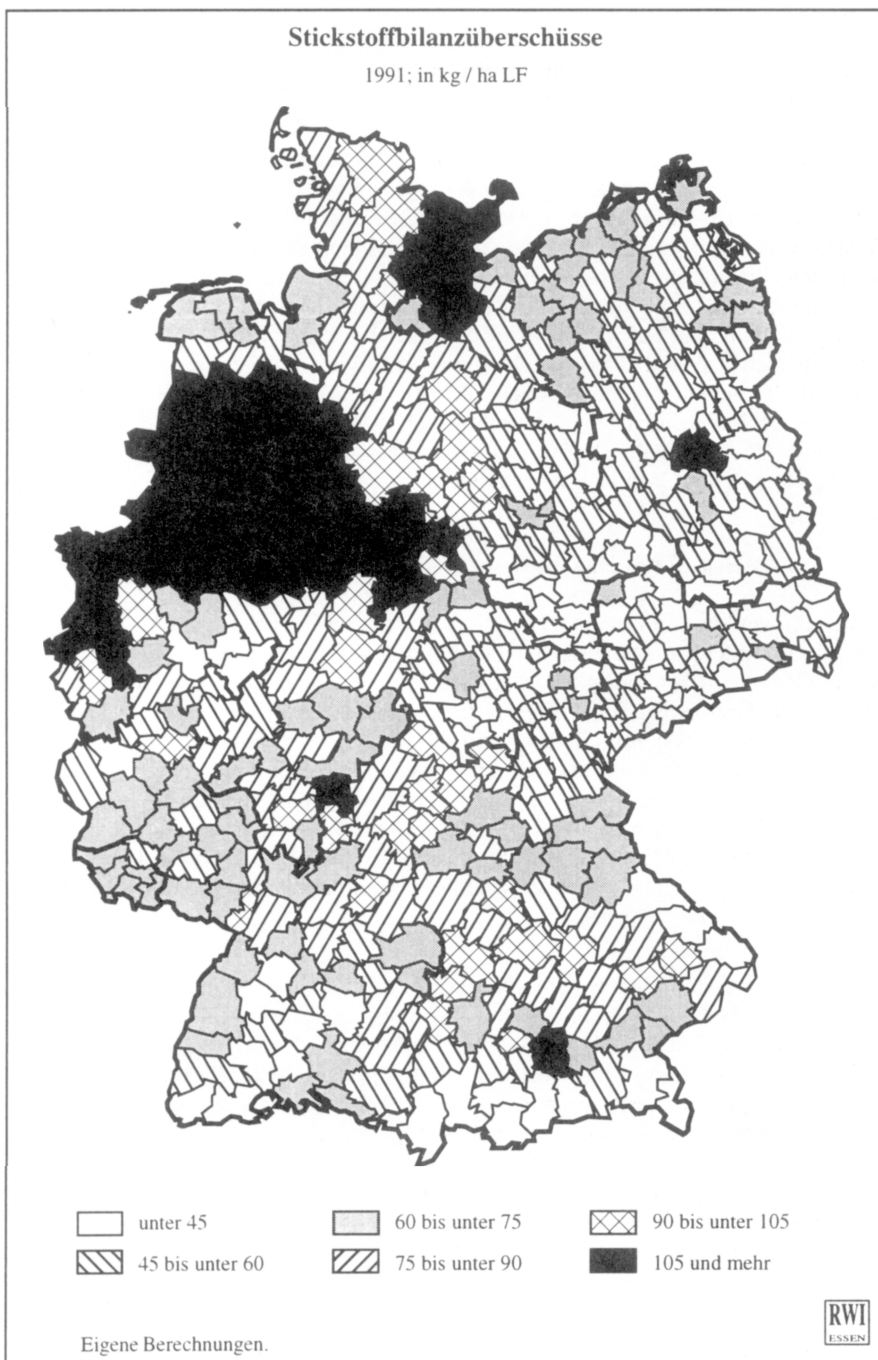 Stickstoffbilanzüberschüsse
1991; in kg / ha LF
unter 45
60 bis unter 75
90 bis unter 105
45 bis unter 60
75 bis unter 90
105 und mehr
Eigene Berechnungen.
RWI
ESSEN